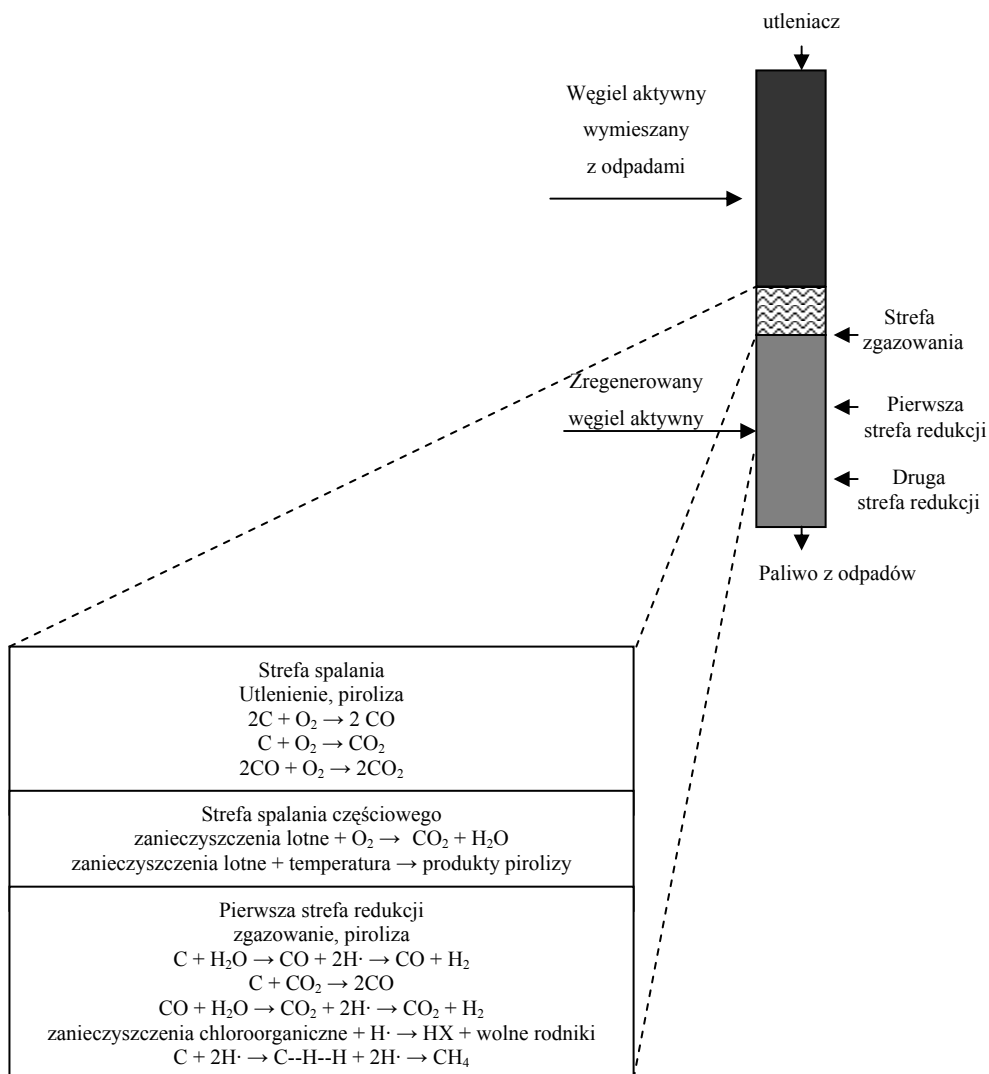 utleniacz
Węgiel aktywny
wymieszany
z odpadami
Strefa
zgazowania
Zregenerowany
węgiel aktywny
Pierwsza
strefa redukcji
Druga
strefa redukcji
Paliwo z odpadów
Strefa spalania
Utlenienie, piroliza
2C + O₂ → 2 CO
C + O₂ → CO₂
2CO + O₂ → 2CO₂
Strefa spalania częściowego
zanieczyszczenia lotne + O₂ → CO₂ + H₂O
zanieczyszczenia lotne + temperatura → produkty pirolizy
Pierwsza strefa redukcji
zgazowanie, piroliza
C + H₂O → CO + 2H· → CO + H₂
C + CO₂ → 2CO
CO + H₂O → CO₂ + 2H· → CO₂ + H₂
zanieczyszczenia chloroorganiczne + H· → HX + wolne rodniki
C + 2H· → C--H--H + 2H· → CH₄